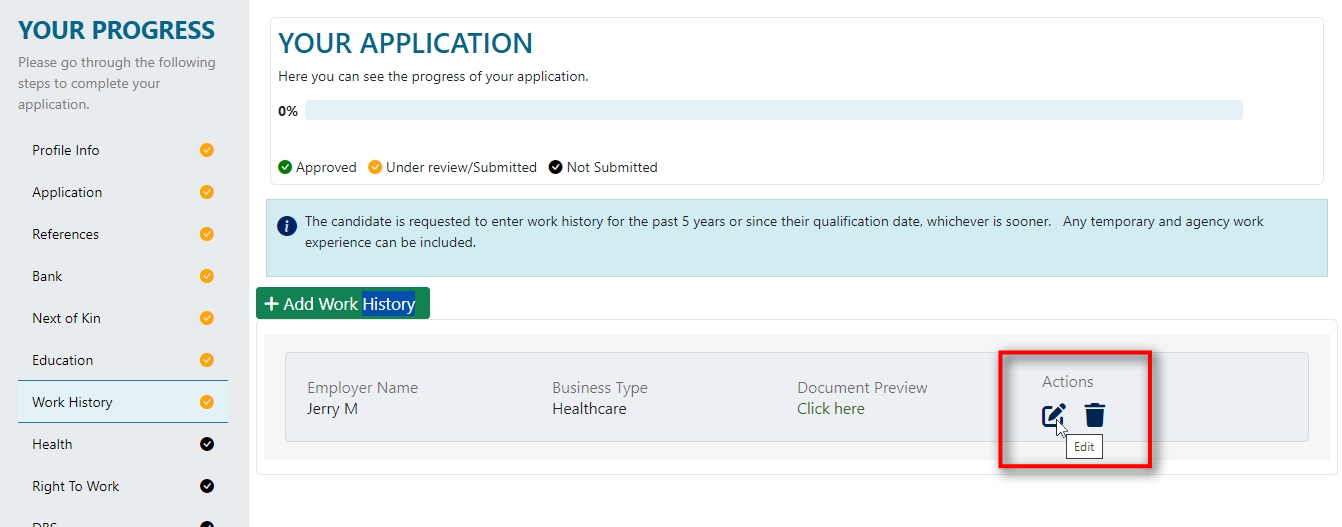 YOUR PROGRESS
Please go through the following
steps to complete your
application.
Profile Info
Application
References
Bank
Next of Kin
Education
Work History
Health
Right To Work
DBS
YOUR APPLICATION
Here you can see the progress of your application.
0%
Approved Under review/Submitted Not Submitted
The candidate is requested to enter work history for the past 5 years or since their qualification date, whichever is sooner. Any temporary and agency work
experience can be included.
Add Work History
Employer Name Business Type Document Preview Actions
Jerry M Healthcare Click here
Edit